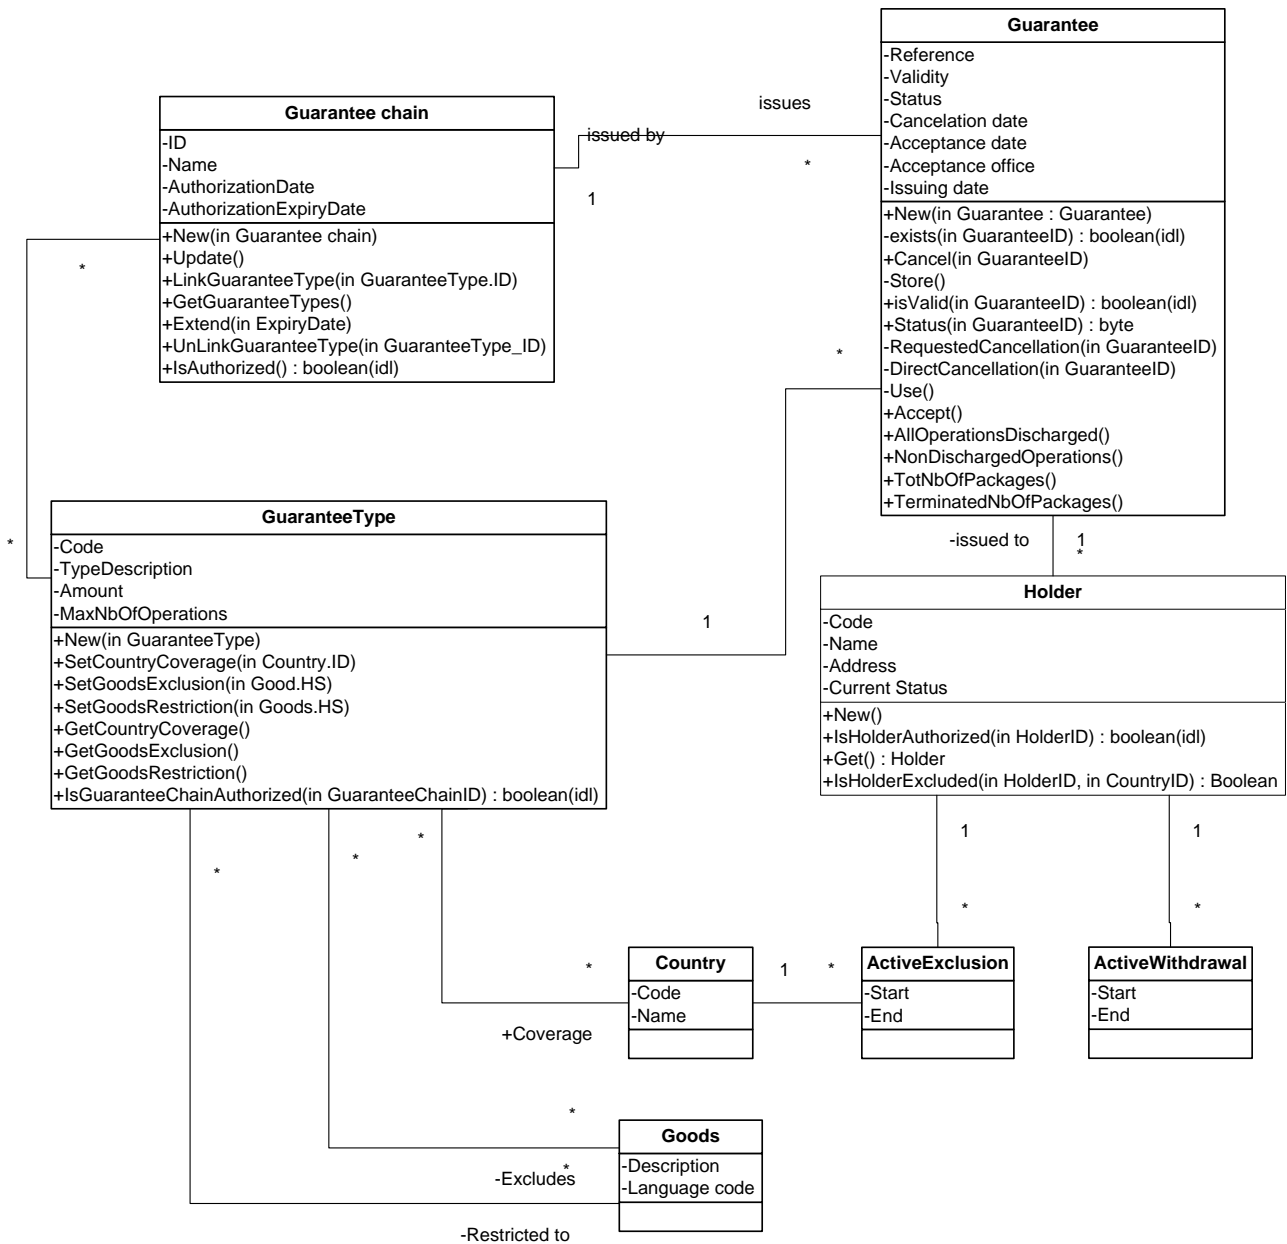 Guarantee
-Reference
-Validity
-Status
-Cancelation date
-Acceptance date
-Acceptance office
-Issuing date
+New(in Guarantee : Guarantee)
-exists(in GuaranteeID) : boolean(idl)
+Cancel(in GuaranteeID)
-Store()
+isValid(in GuaranteeID) : boolean(idl)
+Status(in GuaranteeID) : byte
-RequestedCancellation(in GuaranteeID)
-DirectCancellation(in GuaranteeID)
-Use()
+Accept()
+AllOperationsDischarged()
+NonDischargedOperations()
+TotNbOfPackages()
+TerminatedNbOfPackages()
issues
issued by
*
1
Guarantee chain
-ID
-Name
-AuthorizationDate
-AuthorizationExpiryDate
+New(in Guarantee chain)
+Update()
+LinkGuaranteeType(in GuaranteeType.ID)
+GetGuaranteeTypes()
+Extend(in ExpiryDate)
+UnLinkGuaranteeType(in GuaranteeType_ID)
+IsAuthorized() : boolean(idl)
*
*
*
1
GuaranteeType
-Code
-TypeDescription
-Amount
-MaxNbOfOperations
+New(in GuaranteeType)
+SetCountryCoverage(in Country.ID)
+SetGoodsExclusion(in Good.HS)
+SetGoodsRestriction(in Goods.HS)
+GetCountryCoverage()
+GetGoodsExclusion()
+GetGoodsRestriction()
+IsGuaranteeChainAuthorized(in GuaranteeChainID) : boolean(idl)
-issued to
1
*
Holder
-Code
-Name
-Address
-Current Status
+New()
+IsHolderAuthorized(in HolderID) : boolean(idl)
+Get() : Holder
+IsHolderExcluded(in HolderID, in CountryID) : Boolean
1
1
*
*
*
*
*
*
1
*
Country
-Code
-Name
+Coverage
ActiveExclusion
-Start
-End
ActiveWithdrawal
-Start
-End
*
Goods
-Description
-Language code
*
-Excludes
-Restricted to